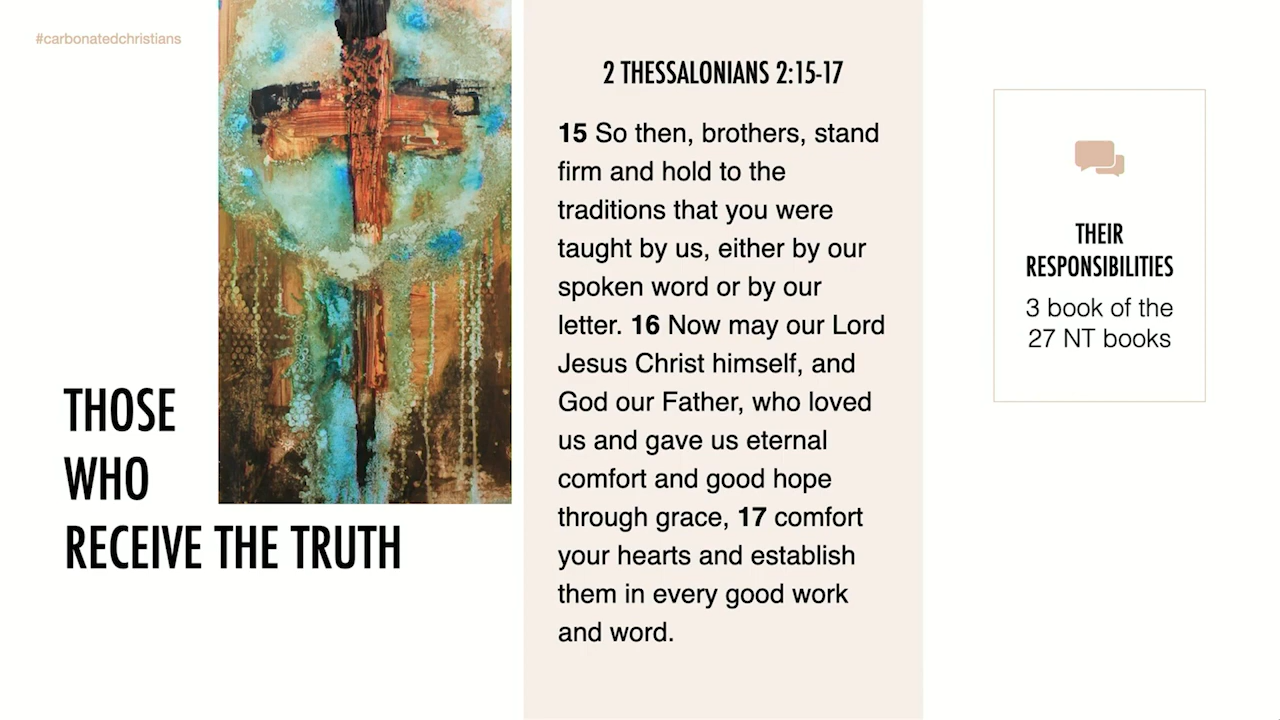 #carbonatedchristians
THOSE
WHO
RECEIVE THE TRUTH
2 THESSALONIANS 2:15-17
15 So then, brothers, stand
firm and hold to the
traditions that you were
taught by us, either by our
spoken word or by our
letter. 16 Now may our Lord
Jesus Christ himself, and
God our Father, who loved
us and gave us eternal
comfort and good hope
through grace, 17 comfort
your hearts and establish
them in every good work
and word.
THEIR
RESPONSIBILITIES
3 book of the
27 NT books